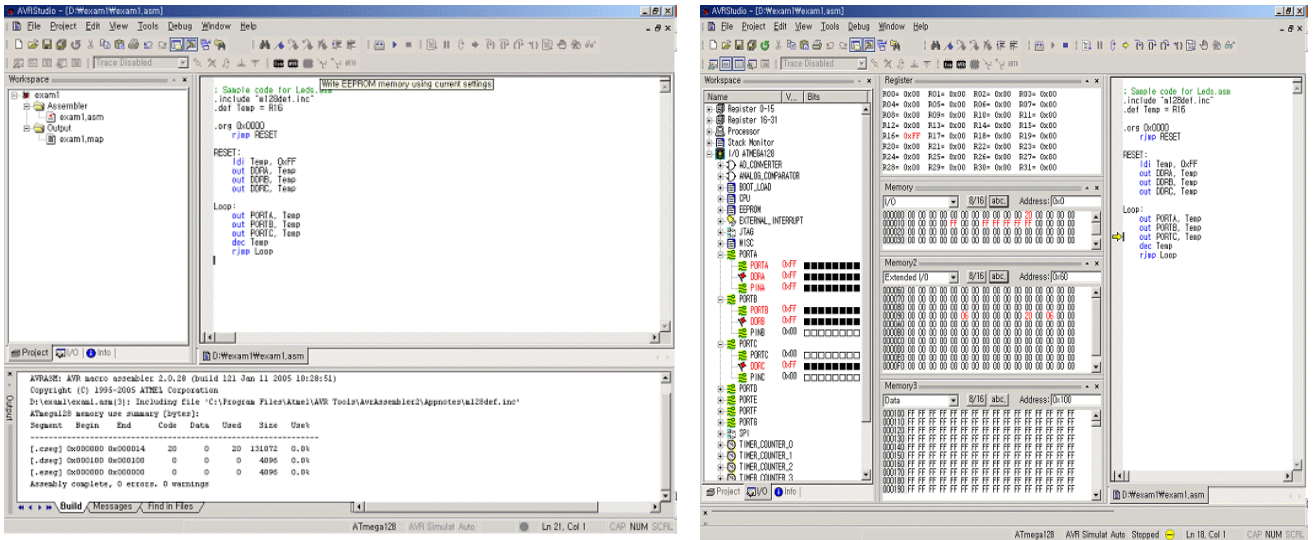 AVRStudio - [D:₩exam1₩exam1.asm]
File Project Edit View Tools Debug Window Help
Trace Disabled
Write EEPROM memory using current settings
Workspace
exam1
Assembler
exam1.asm
Output
exam1.map
; Sample code for Leds.asm
.include "m128def.inc"
.def Temp = R16
.org 0x0000
rjmp RESET
RESET:
ldi Temp, 0xFF
out DDRA, Temp
out DDRB, Temp
out DDRC, Temp
Loop:
out PORTA, Temp
out PORTB, Temp
out PORTC, Temp
dec Temp
rjmp Loop
Project I/O Info
D:₩exam1₩exam1.asm
Output
AVRASM: AVR macro assembler 2.0.28 (build 121 Jan 11 2005 10:28:51)
Copyright (C) 1995-2005 ATMEL Corporation
D:\exam1\exam1.asm(3): Including file 'C:\Program Files\Atmel\AVR Tools\AvrAssembler2\Appnotes\m128def.inc'
ATmega128 memory use summary [bytes]:
Segment Begin End Code Data Used Size Use%
[.cseg] 0x000000 0x000014 20 0 20 131072 0.0%
[.dseg] 0x000100 0x000100 0 0 0 4096 0.0%
[.eseg] 0x000000 0x000000 0 0 0 4096 0.0%
Assembly complete, 0 errors. 0 warnings
Build Messages Find in Files
ATmega128 AVR Simulat Auto Ln 21, Col 1 CAP NUM SCRL
AVRStudio - [D:₩exam1₩exam1.asm]
File Project Edit View Tools Debug Window Help
Trace Disabled
Workspace
Name V... Bits
Register 0-15
Register 16-31
Processor
Stack Monitor
I/O ATMEGA128
AD_CONVERTER
ANALOG_COMPARATOR
BOOT_LOAD
CPU
EEPROM
EXTERNAL_INTERRUPT
JTAG
MISC
PORTA
PORTA 0xFF
DDRA 0xFF
PINA 0xFF
PORTB
PORTB 0xFF
DDRB 0xFF
PINB 0x00
PORTC
PORTC 0x00
DDRC 0xFF
PINC 0x00
PORTD
PORTE
PORTF
PORTG
SPI
TIMER_COUNTER_0
TIMER_COUNTER_1
TIMER_COUNTER_2
TIMER_COUNTER_3
Project I/O Info
Register
R00= 0x00 R01= 0x00 R02= 0x00 R03= 0x00
R04= 0x00 R05= 0x00 R06= 0x00 R07= 0x00
R08= 0x00 R09= 0x00 R10= 0x00 R11= 0x00
R12= 0x00 R13= 0x00 R14= 0x00 R15= 0x00
R16= 0xFF R17= 0x00 R18= 0x00 R19= 0x00
R20= 0x00 R21= 0x00 R22= 0x00 R23= 0x00
R24= 0x00 R25= 0x00 R26= 0x00 R27= 0x00
R28= 0x00 R29= 0x00 R30= 0x00 R31= 0x00
Memory
I/O 8/16 abc. Address: 0x0
Memory2
Extended I/O 8/16 abc. Address: 0x60
Memory3
Data 8/16 abc. Address: 0x100
; Sample code for Leds.asm
.include "m128def.inc"
.def Temp = R16
.org 0x0000
rjmp RESET
RESET:
ldi Temp, 0xFF
out DDRA, Temp
out DDRB, Temp
out DDRC, Temp
Loop:
out PORTA, Temp
out PORTB, Temp
out PORTC, Temp
dec Temp
rjmp Loop
D:₩exam1₩exam1.asm
ATmega128 AVR Simulat Auto Stopped Ln 18, Col 1 CAP NUM SCRL